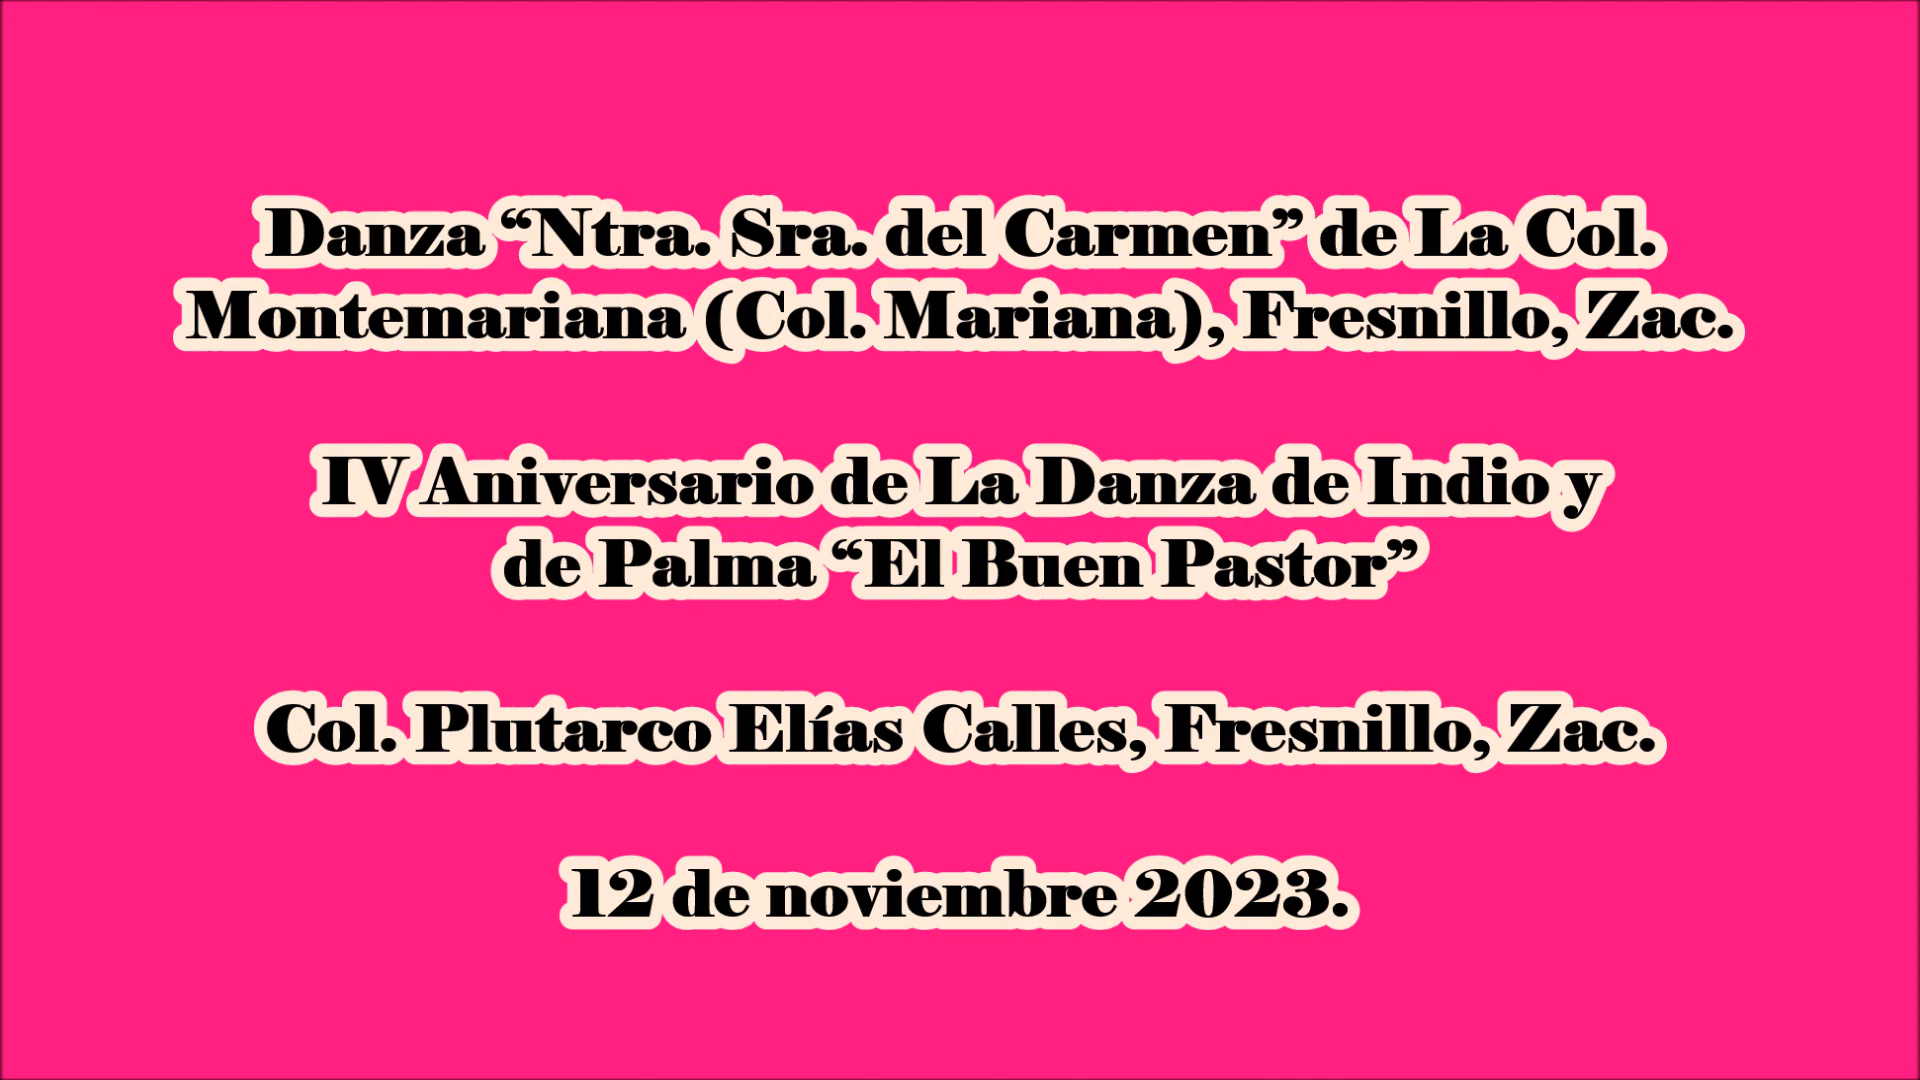 Danza “Ntra. Sra. del Carmen” de La Col.
Montemariana (Col. Mariana), Fresnillo, Zac.
IV Aniversario de La Danza de Indio y
de Palma “El Buen Pastor”
Col. Plutarco Elías Calles, Fresnillo, Zac.
12 de noviembre 2023.